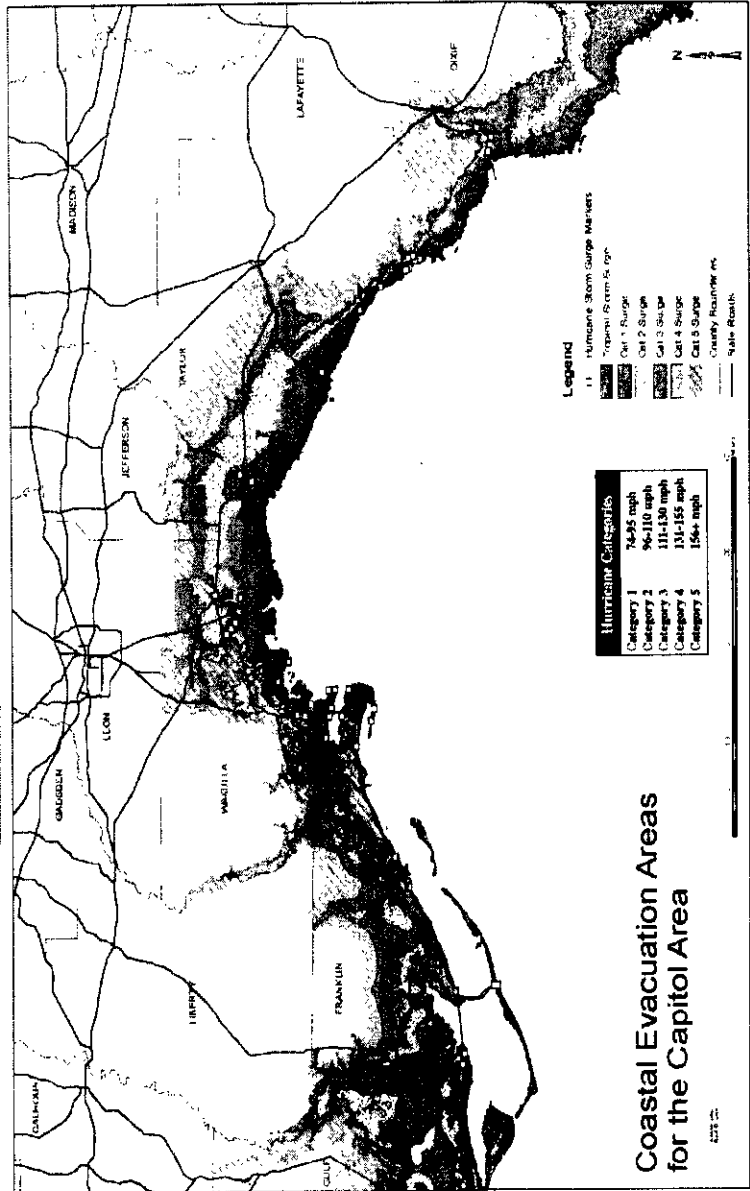 CALHOUN
GADSDEN
LEON
MADISON
JEFFERSON
LAFAYETTE
TAYLOR
DIXIE
LIBERTY
WAKULLA
FRANKLIN
GULF
N
Coastal Evacuation Areas
for the Capitol Area
Hurricane Categories
Category 1 74-95 mph
Category 2 96-110 mph
Category 3 111-130 mph
Category 4 131-155 mph
Category 5 156+ mph
Legend
Hurricane Storm Surge Markers
Tropical Storm Surge
Cat 1 Surge
Cat 2 Surge
Cat 3 Surge
Cat 4 Surge
Cat 5 Surge
County Boundaries
State Roads